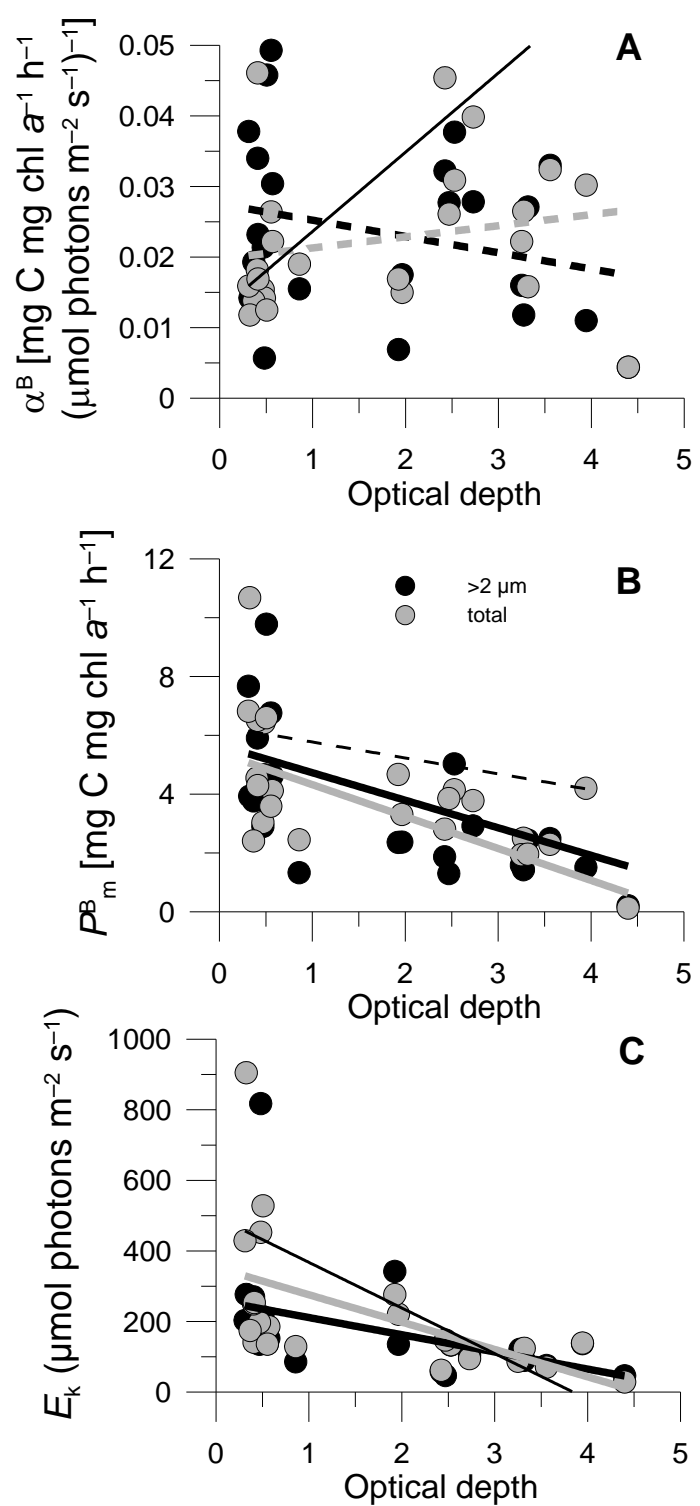 A
α^B [mg C mg chl a⁻¹ h⁻¹
(μmol photons m⁻² s⁻¹)⁻¹]
0.05
0.04
0.03
0.02
0.01
0
0 1 2 3 4 5
Optical depth
B
P^B_m [mg C mg chl a⁻¹ h⁻¹]
12
8
4
0
>2 μm
total
0 1 2 3 4 5
Optical depth
C
E_k (μmol photons m⁻² s⁻¹)
1000
800
600
400
200
0
0 1 2 3 4 5
Optical depth